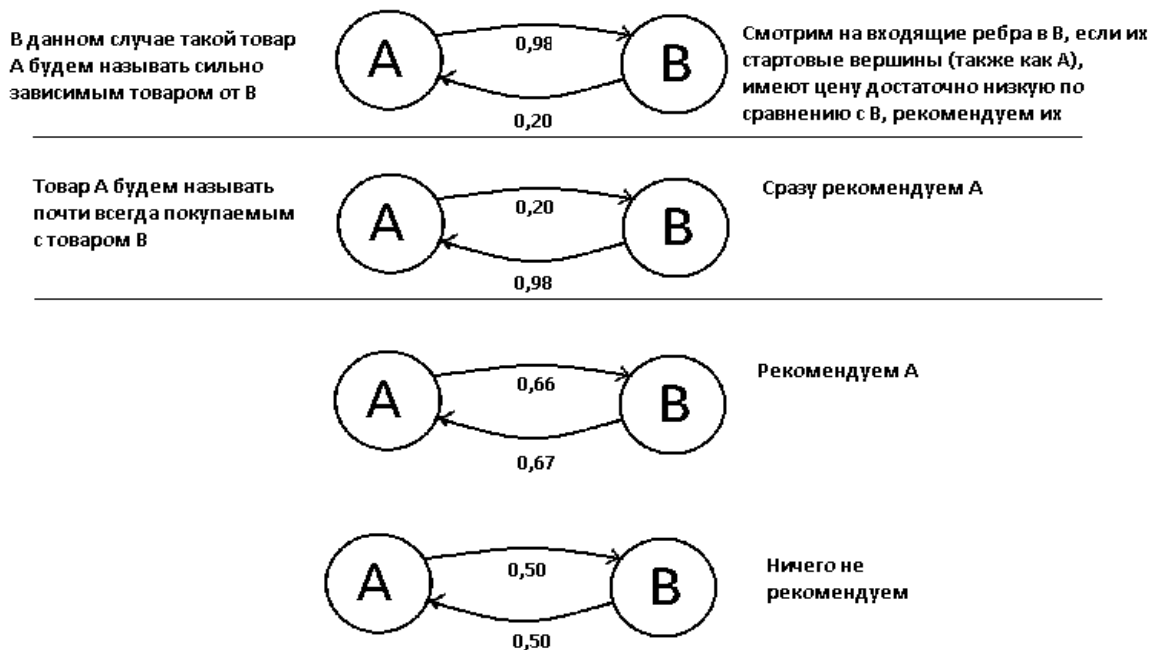 В данном случае такой товар
А будем называть сильно
зависимым товаром от В
A
0,98
B
0,20
Смотрим на входящие ребра в В, если их
стартовые вершины (также как А),
имеют цену достаточно низкую по
сравнению с В, рекомендуем их
Товар А будем называть
почти всегда покупаемым
с товаром В
A
0,20
B
0,98
Сразу рекомендуем А
A
0,66
B
0,67
Рекомендуем А
A
0,50
B
0,50
Ничего не
рекомендуем